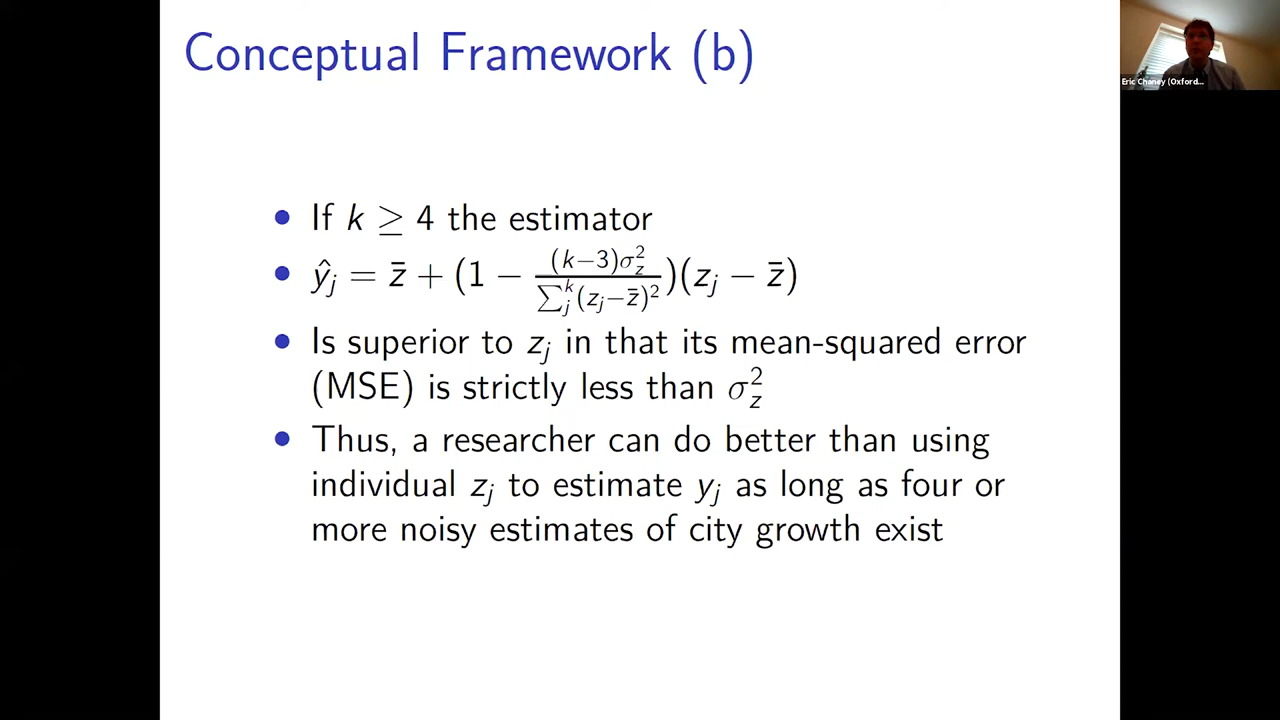 Conceptual Framework (b)
Eric Chaney (Oxford...
• If k ≥ 4 the estimator
• ŷ_j = z̄ + (1 − \frac{(k−3)σ_z^2}{∑_j^k(z_j−z̄)^2})(z_j − z̄)
• Is superior to z_j in that its mean-squared error
(MSE) is strictly less than σ_z^2
• Thus, a researcher can do better than using
individual z_j to estimate y_j as long as four or
more noisy estimates of city growth exist